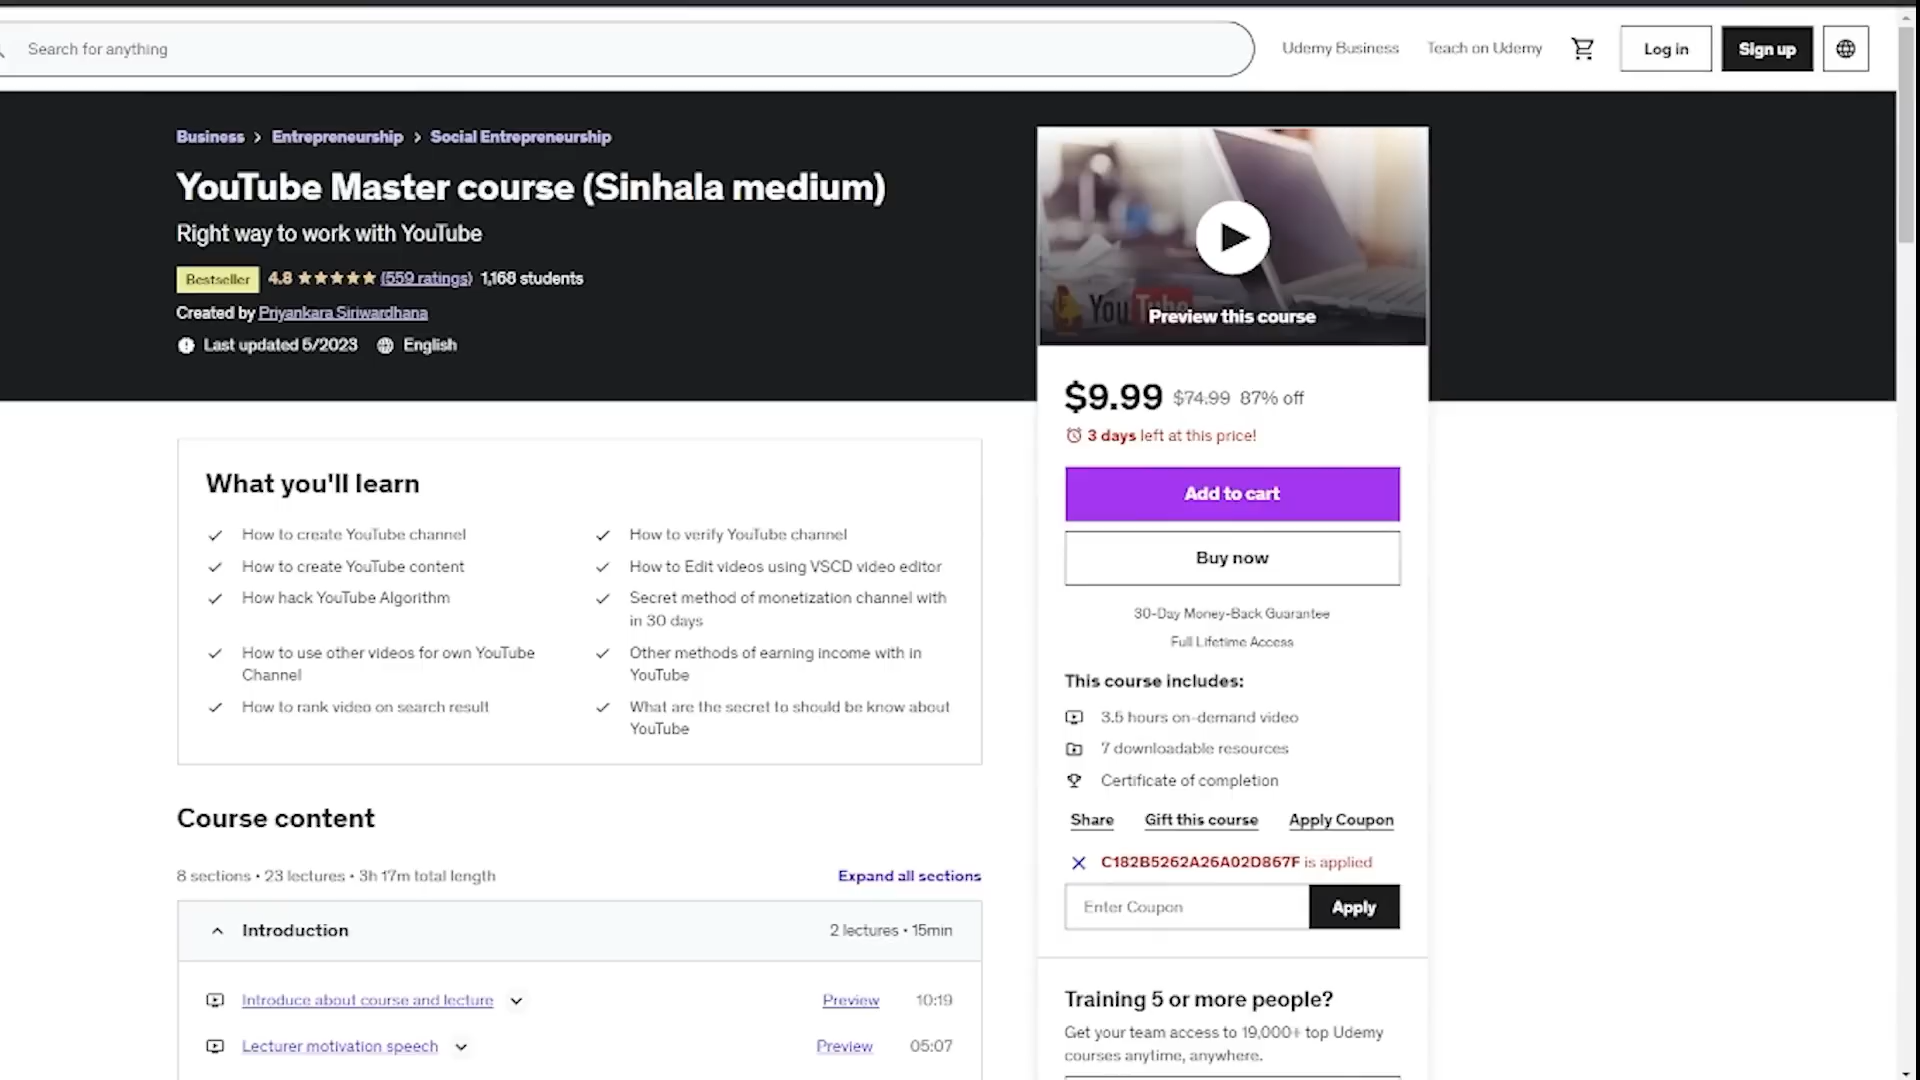 Search for anything
Udemy Business
Teach on Udemy
Log in
Sign up
Business > Entrepreneurship > Social Entrepreneurship
YouTube Master course (Sinhala medium)
Right way to work with YouTube
Bestseller 4.8 (559 ratings) 1,168 students
Created by Priyankara Siriwardhana
Last updated 5/2023 English
YouTube
Preview this course
$9.99 $74.99 87% off
3 days left at this price!
Add to cart
Buy now
30-Day Money-Back Guarantee
Full Lifetime Access
This course includes:
3.5 hours on-demand video
7 downloadable resources
Certificate of completion
Share Gift this course Apply Coupon
C182B5262A26A02D867F is applied
Enter Coupon Apply
Training 5 or more people?
Get your team access to 19,000+ top Udemy
courses anytime, anywhere.
What you'll learn
How to create YouTube channel
How to verify YouTube channel
How to create YouTube content
How to Edit videos using VSCD video editor
How hack YouTube Algorithm
Secret method of monetization channel with
in 30 days
How to use other videos for own YouTube
Channel
Other methods of earning income with in
YouTube
How to rank video on search result
What are the secret to should be know about
YouTube
Course content
8 sections • 23 lectures • 3h 17m total length
Expand all sections
Introduction
2 lectures • 15min
Introduce about course and lecture
Preview 10:19
Lecturer motivation speech
Preview 05:07